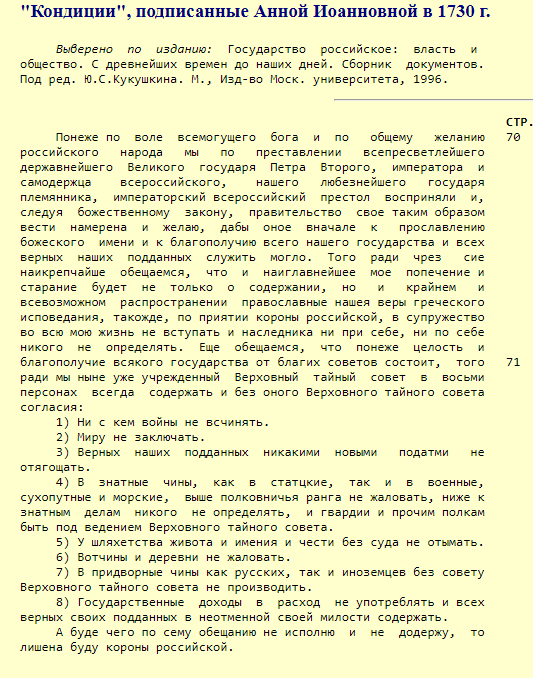 "Кондиции", подписанные Анной Иоанновной в 1730 г.
Выверено по изданию: Государство российское: власть и
общество. С древнейших времен до наших дней. Сборник документов.
Под ред. Ю.С.Кукушкина. М., Изд-во Моск. университета, 1996.
СТР.
Понеже по воле всемогущего бога и по общему желанию 70
российского народа мы по преставлении всепресветлейшего
державнейшего Великого государя Петра Второго, императора и
самодержца всероссийского, нашего любезнейшего государя
племянника, императорский всероссийский престол восприяли и,
следуя божественному закону, правительство свое таким образом
вести намерена и желаю, дабы оное вначале к прославлению
божеского имени и к благополучию всего нашего государства и всех
верных наших подданных служить могло. Того ради чрез сие
наикрепчайше обещаемся, что и наиглавнейшее мое попечение и
старание будет не только о содержании, но и крайнем и
всевозможном распространении православные нашея веры греческого
исповедания, такожде, по приятии короны российской, в супружество
во всю мою жизнь не вступать и наследника ни при себе, ни по себе
никого не определять. Еще обещаемся, что понеже целость и
благополучие всякого государства от благих советов состоит, того 71
ради мы ныне уже учрежденный Верховный тайный совет в восьми
персонах всегда содержать и без оного Верховного тайного совета
согласия:
1) Ни с кем войны не всчинять.
2) Миру не заключать.
3) Верных наших подданных никакими новыми податми не
отягощать.
4) В знатные чины, как в статцкие, так и в военные,
сухопутные и морские, выше полковничья ранга не жаловать, ниже к
знатным делам никого не определять, и гвардии и прочим полкам
быть под ведением Верховного тайного совета.
5) У шляхетства живота и имения и чести без суда не отымать.
6) Вотчины и деревни не жаловать.
7) В придворные чины как русских, так и иноземцев без совету
Верховного тайного совета не производить.
8) Государственные доходы в расход не употреблять и всех
верных своих подданных в неотменной своей милости содержать.
А буде чего по сему обещанию не исполню и не додержу, то
лишена буду короны российской.